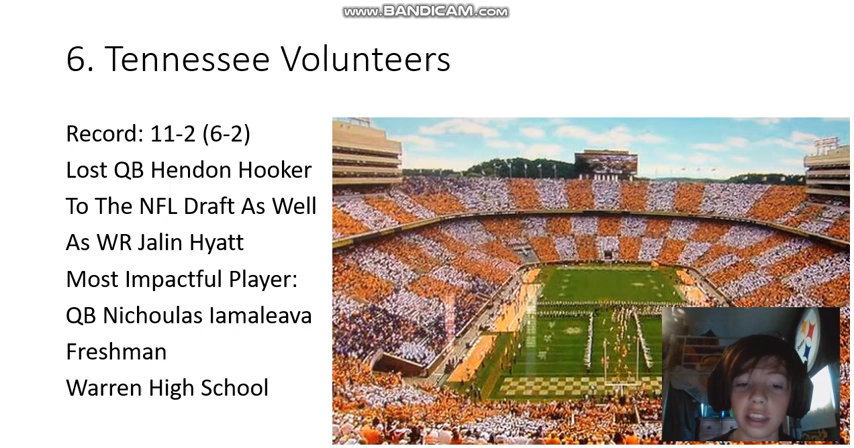 www.BANDICAM.com
6. Tennessee Volunteers
Record: 11-2 (6-2)
Lost QB Hendon Hooker
To The NFL Draft As Well
As WR Jalin Hyatt
Most Impactful Player:
QB Nichoulas Iamaleava
Freshman
Warren High School